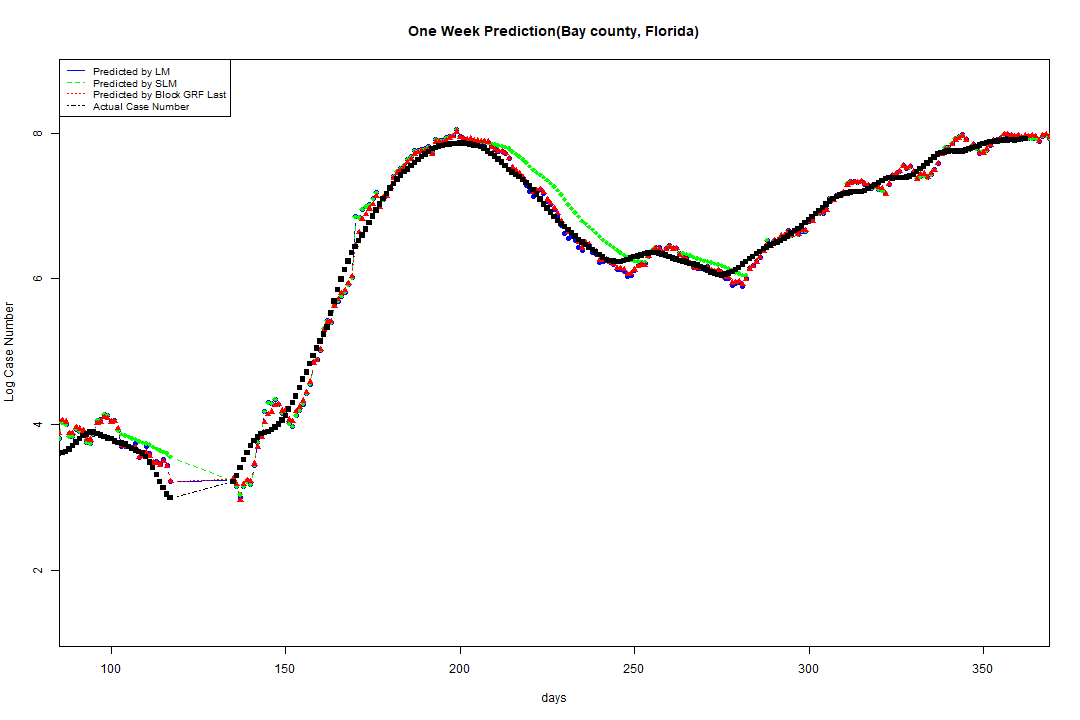 One Week Prediction(Bay county, Florida)
Predicted by LM
Predicted by SLM
Predicted by Block GRF Last
Actual Case Number
8
6
4
2
Log Case Number
100 150 200 250 300 350
days